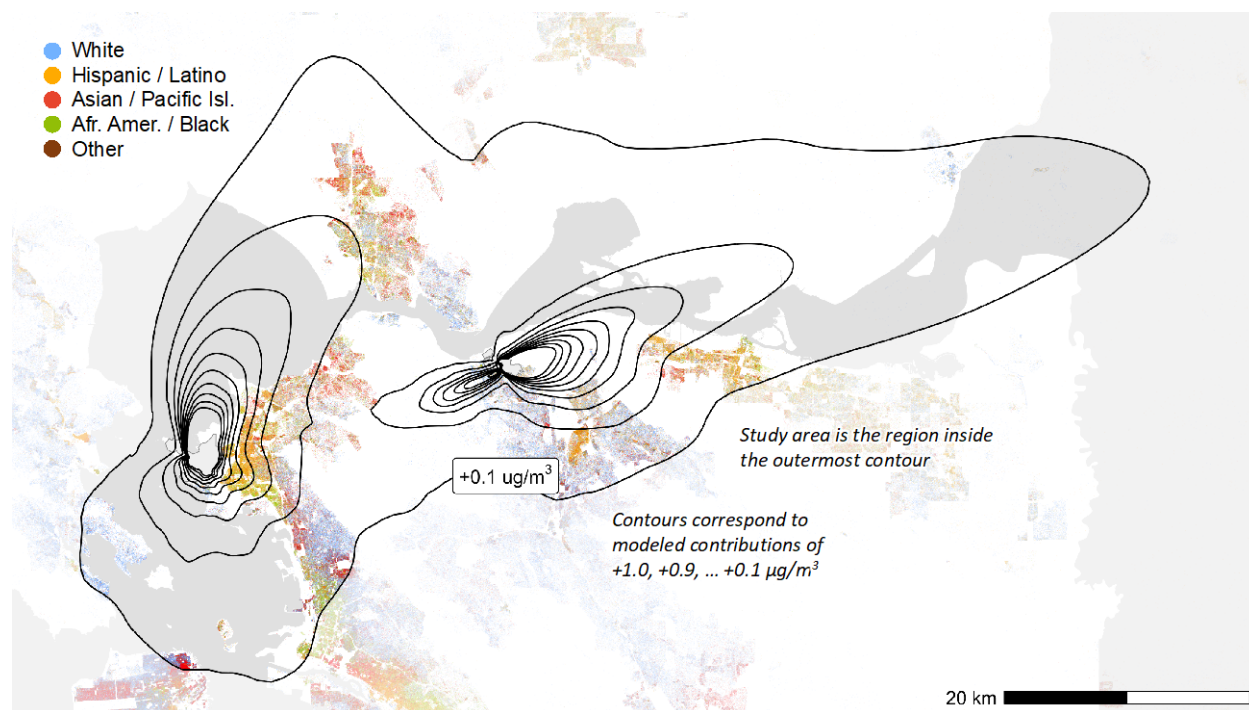 White
Hispanic / Latino
Asian / Pacific Isl.
Afr. Amer. / Black
Other
+0.1 ug/m³
Study area is the region inside
the outermost contour
Contours correspond to
modeled contributions of
+1.0, +0.9, ... +0.1 µg/m³
20 km